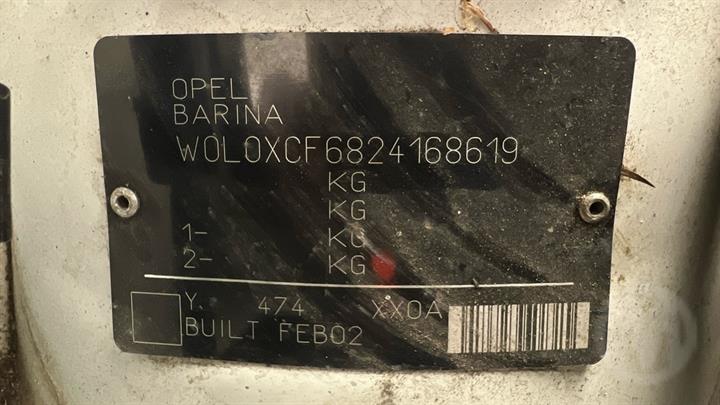 OPEL
BARINA
W0L0XCF6824168619
KG
KG
1- KG
2- KG
Y. 474 XX0A
BUILT FEB02